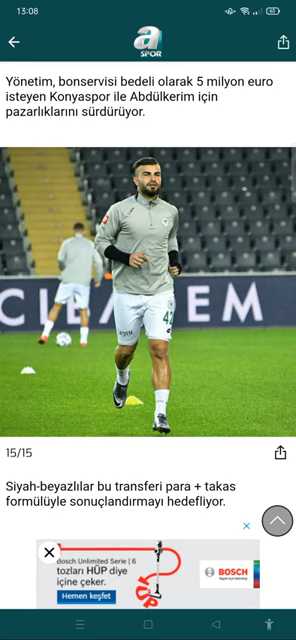 13:08
63
a
SPOR
Yönetim, bonservisi bedeli olarak 5 milyon euro
isteyen Konyaspor ile Abdülkerim için
pazarlıklarını sürdürüyor.
42
15/15
Siyah-beyazlılar bu transferi para + takas
formülüyle sonuçlandırmayı hedefliyor.
Bosch Unlimited Serie | 6
tozları HÜP diye
içine çeker.
Hemen keşfet
BOSCH